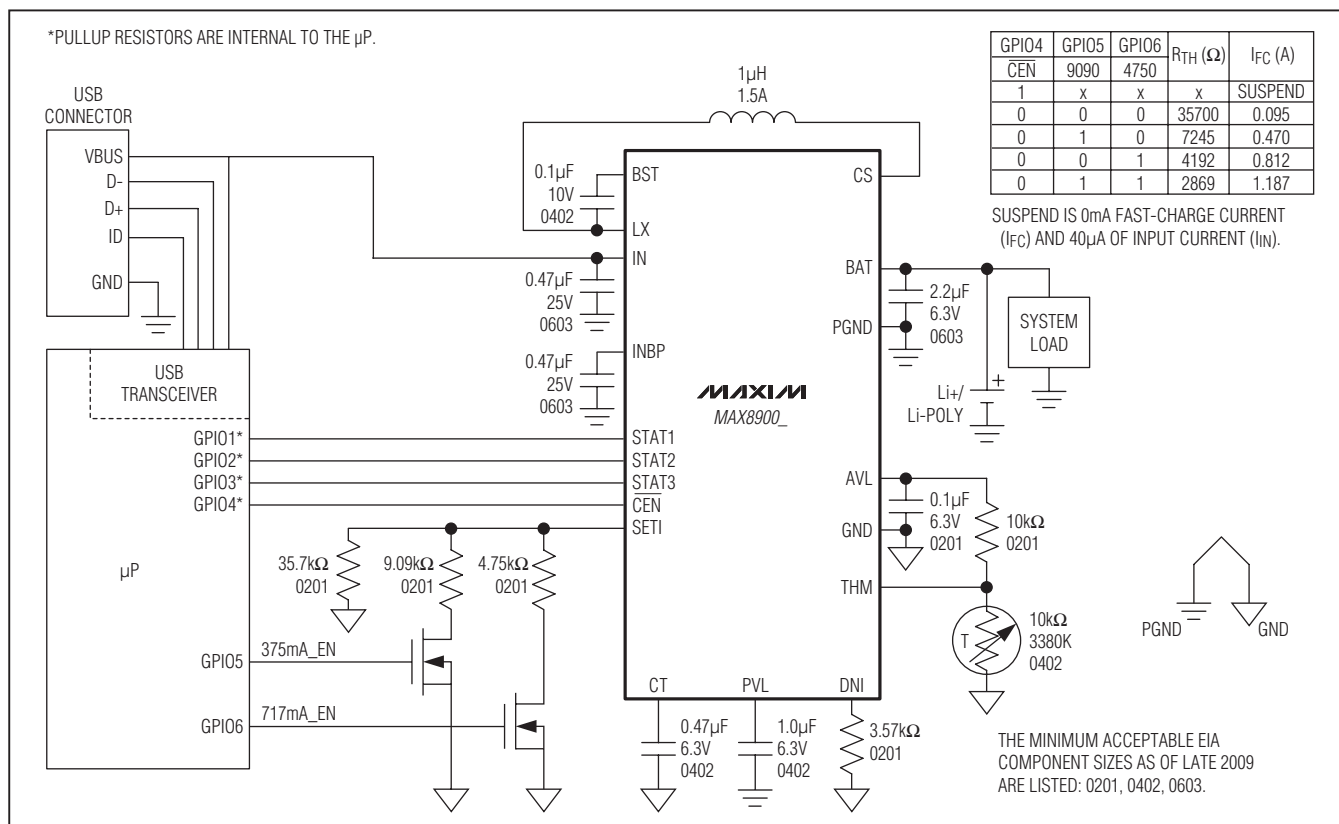 *PULLUP RESISTORS ARE INTERNAL TO THE µP.
GPIO4 GPIO5 GPIO6 RTH (Ω) IFC (A)
CEN 9090 4750
1 x x x SUSPEND
0 0 0 35700 0.095
0 1 0 7245 0.470
0 0 1 4192 0.812
0 1 1 2869 1.187
SUSPEND IS 0mA FAST-CHARGE CURRENT
(IFC) AND 40µA OF INPUT CURRENT (IIN).
USB
CONNECTOR
VBUS
D-
D+
ID
GND
1µH
1.5A
0.1µF
10V
0402
BST
LX
IN
0.47µF
25V
0603
INBP
0.47µF
25V
0603
CS
BAT
2.2µF
6.3V
0603
PGND
SYSTEM
LOAD
+
Li+/
Li-POLY
MAXIM
MAX8900_
USB
TRANSCEIVER
GPIO1*
GPIO2*
GPIO3*
GPIO4*
STAT1
STAT2
STAT3
CEN
SETI
AVL
0.1µF
6.3V
0201
GND
10kΩ
0201
THM
T
10kΩ
3380K
0402
PGND
GND
35.7kΩ
0201
9.09kΩ
0201
4.75kΩ
0201
µP
GPIO5
375mA_EN
GPIO6
717mA_EN
CT
PVL
DNI
0.47µF
6.3V
0402
1.0µF
6.3V
0402
3.57kΩ
0201
THE MINIMUM ACCEPTABLE EIA
COMPONENT SIZES AS OF LATE 2009
ARE LISTED: 0201, 0402, 0603.